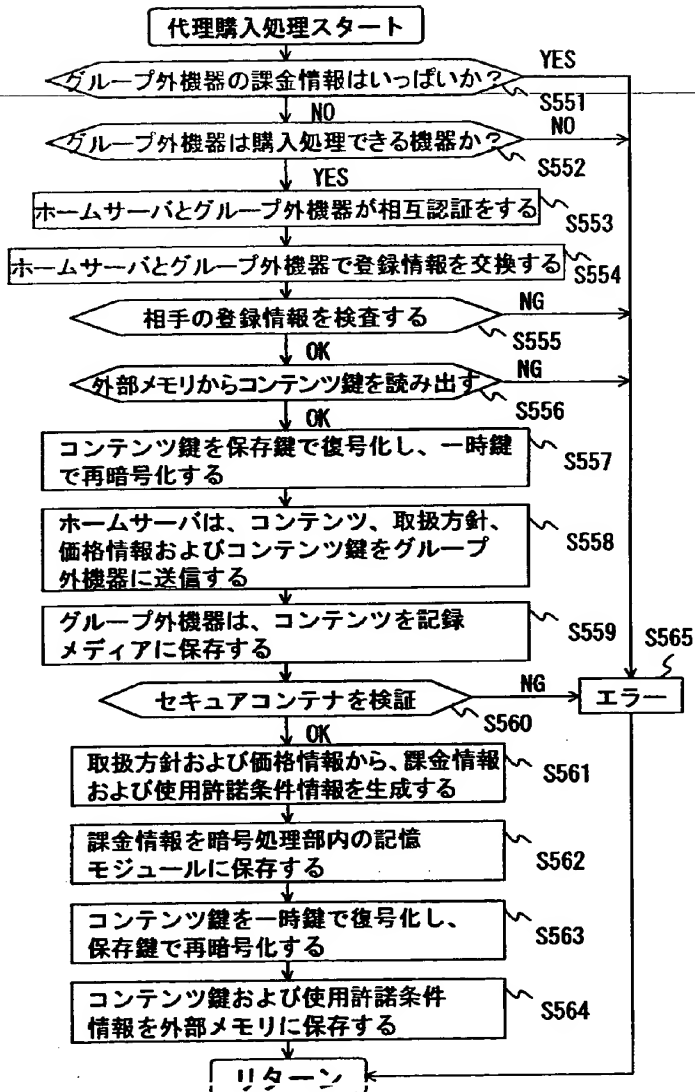 代理購入処理スタート
グループ外機器の課金情報はいっぱいか?
YES
S551
NO
グループ外機器は購入処理できる機器か?
NO
S552
YES
ホームサーバとグループ外機器が相互認証をする
S553
ホームサーバとグループ外機器で登録情報を交換する
S554
相手の登録情報を検査する
NG
S555
OK
外部メモリからコンテンツ鍵を読み出す
NG
S556
OK
コンテンツ鍵を保存鍵で復号化し、一時鍵
で再暗号化する
S557
ホームサーバは、コンテンツ、取扱方針、
価格情報およびコンテンツ鍵をグループ
外機器に送信する
S558
グループ外機器は、コンテンツを記録
メディアに保存する
S559
S565
エラー
セキュアコンテナを検証
NG
S560
OK
取扱方針および価格情報から、課金情報
および使用許諾条件情報を生成する
S561
課金情報を暗号処理部内の記憶
モジュールに保存する
S562
コンテンツ鍵を一時鍵で復号化し、
保存鍵で再暗号化する
S563
コンテンツ鍵および使用許諾条件
情報を外部メモリに保存する
S564
リターン